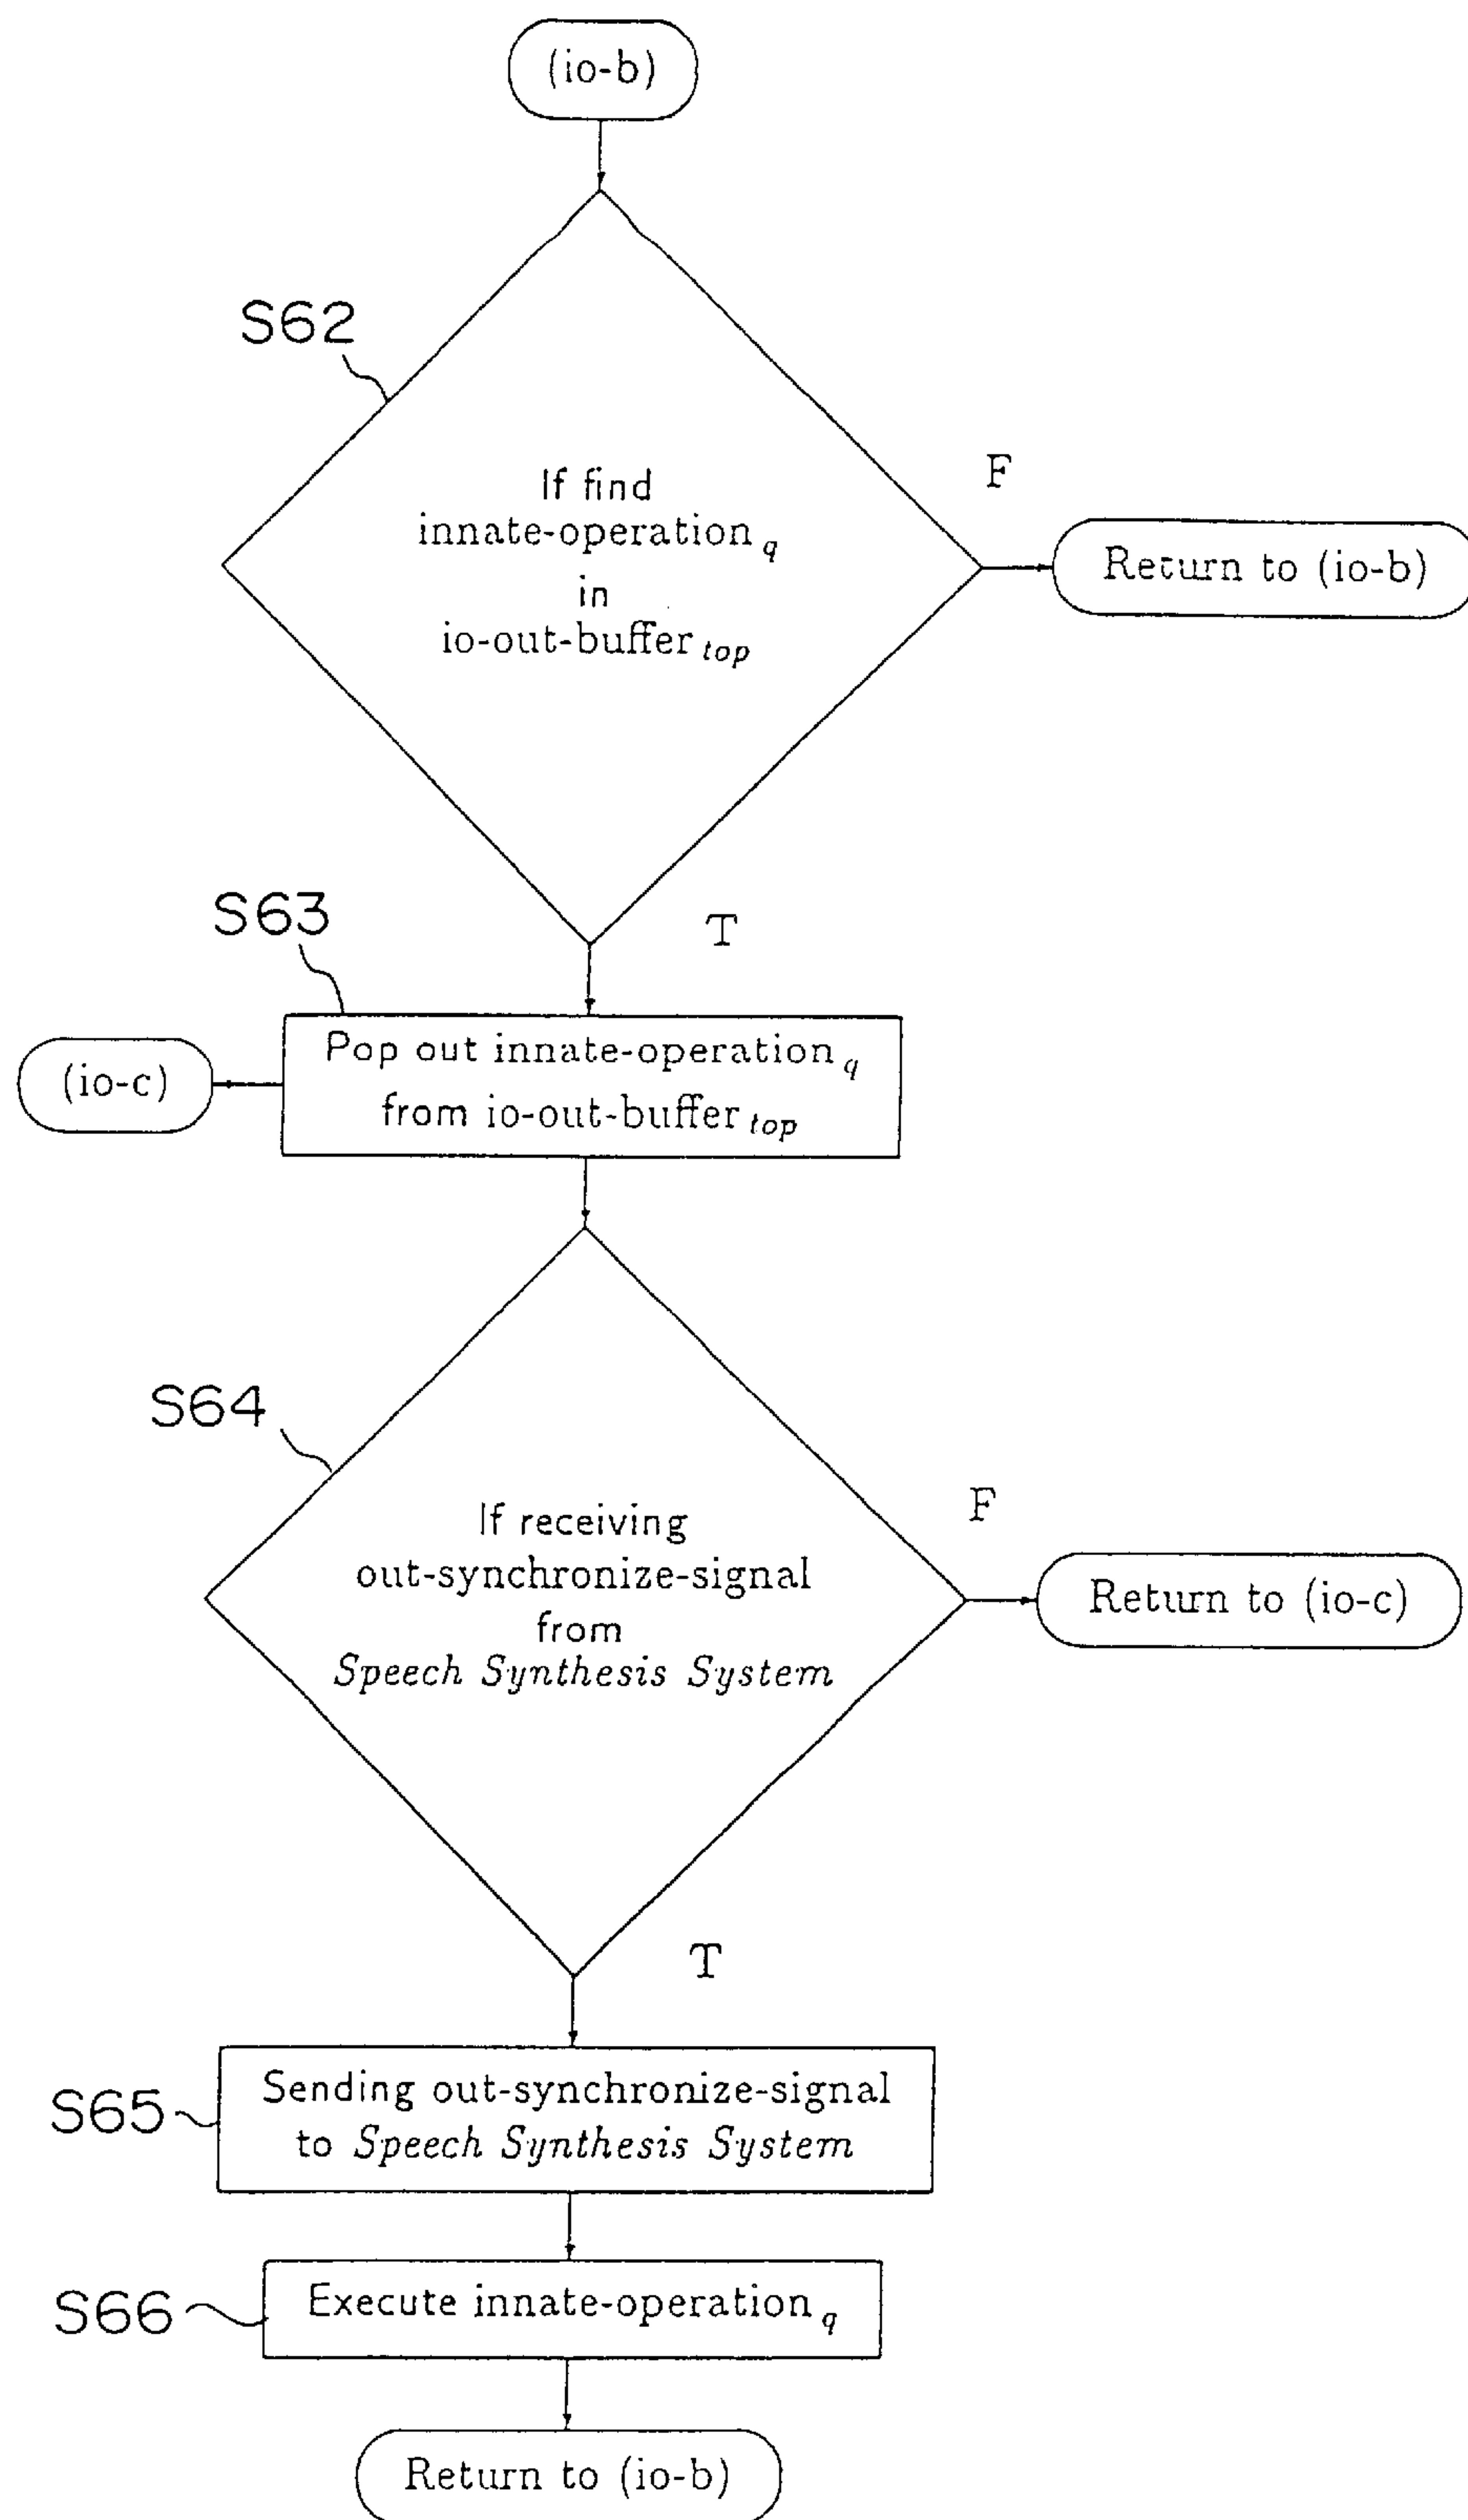 (io-b)
S62
If find
innate-operation q
in
io-out-buffer top
F
Return to (io-b)
T
S63
Pop out innate-operation q
from io-out-buffer top
(io-c)
S64
If receiving
out-synchronize-signal
from
Speech Synthesis System
F
Return to (io-c)
T
S65
Sending out-synchronize-signal
to Speech Synthesis System
S66
Execute innate-operation q
Return to (io-b)